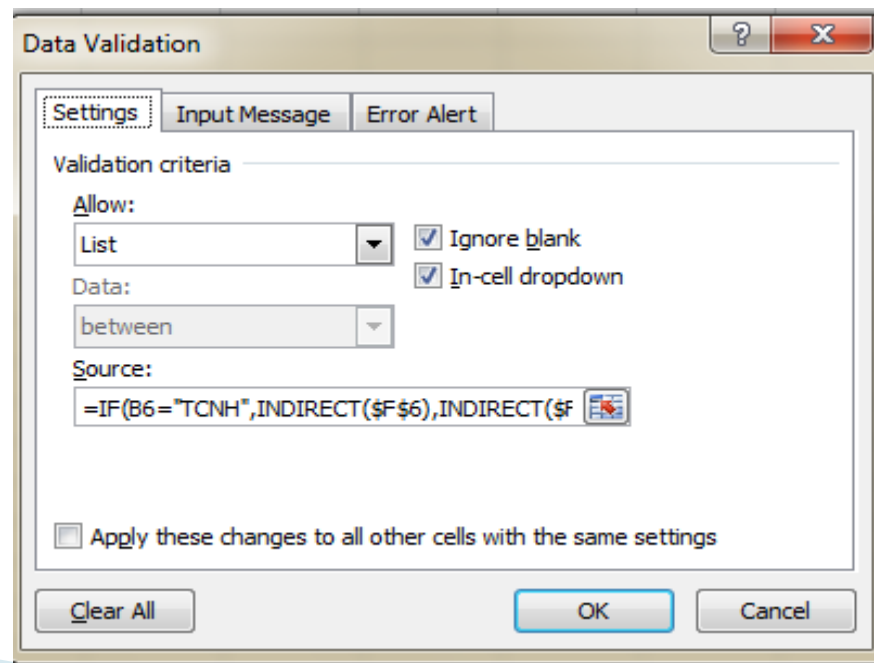 Data Validation
Settings Input Message Error Alert
Validation criteria
Allow:
List
Ignore blank
In-cell dropdown
Data:
between
Source:
=IF(B6="TCNH",INDIRECT($F$6),INDIRECT($F
Apply these changes to all other cells with the same settings
Clear All OK Cancel